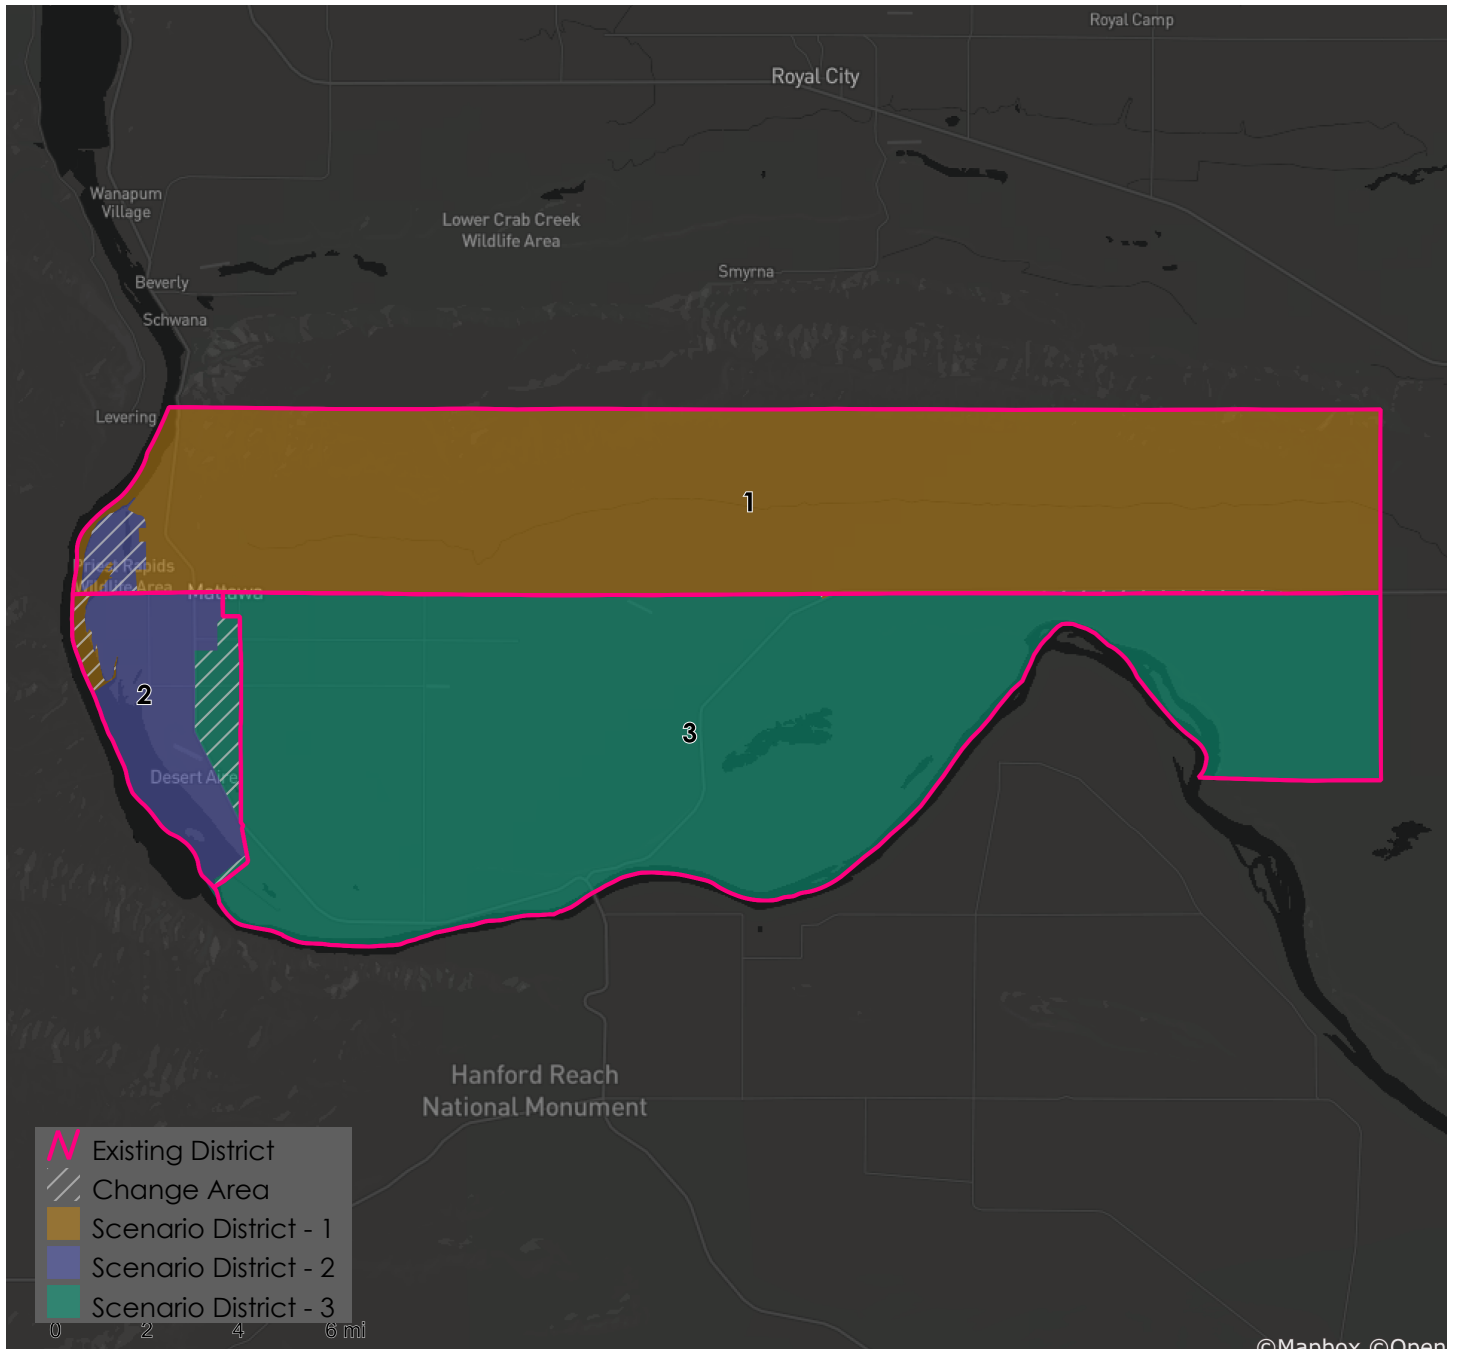 Royal Camp
Royal City
Wanapum
Village
Lower Crab Creek
Wildlife Area
Smyrna
Beverly
Schwana
Levering
1
Priest Rapids
Wildlife Area
Mattawa
2
3
Desert Aire
Hanford Reach
National Monument
Existing District
Change Area
Scenario District - 1
Scenario District - 2
Scenario District - 3
0 2 4 6 mi
©Mapbox ©Open